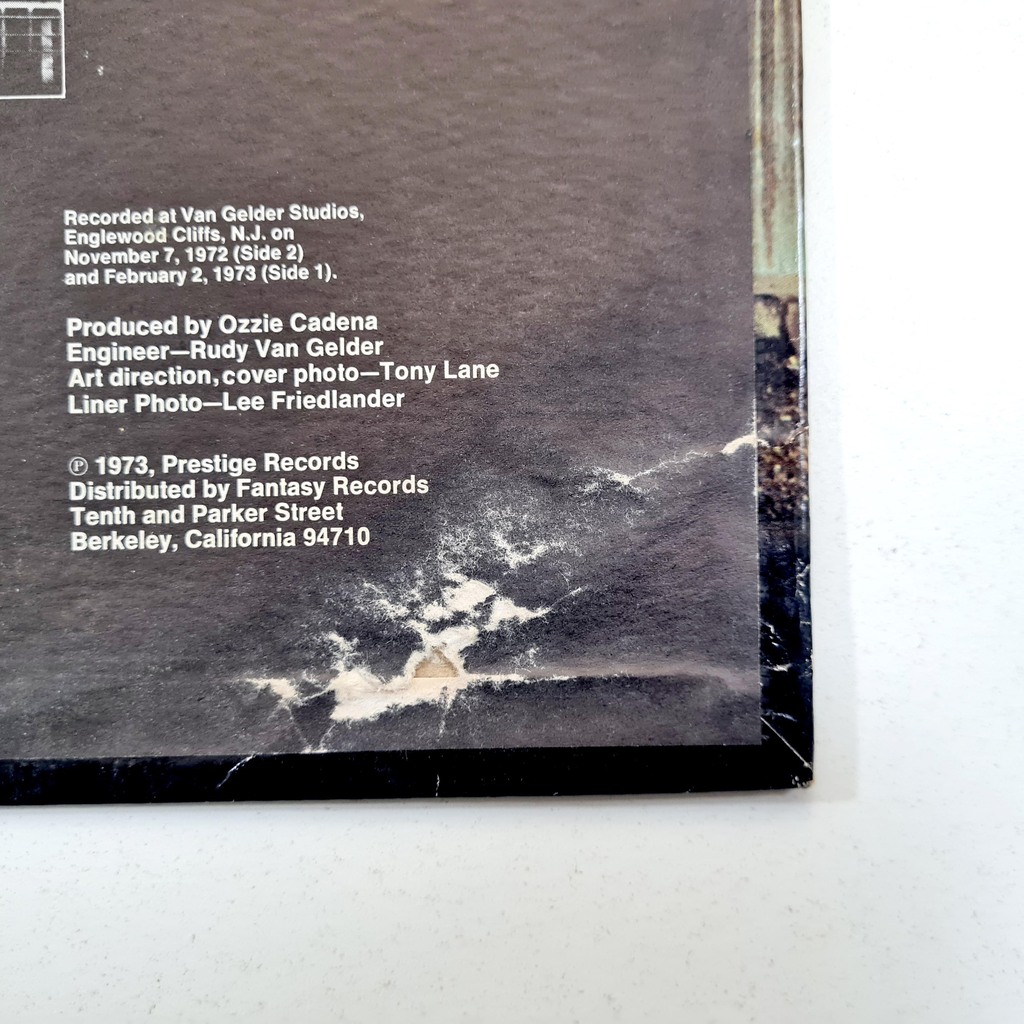 Recorded at Van Gelder Studios,
Englewood Cliffs, N.J. on
November 7, 1972 (Side 2)
and February 2, 1973 (Side 1).
Produced by Ozzie Cadena
Engineer—Rudy Van Gelder
Art direction, cover photo—Tony Lane
Liner Photo—Lee Friedlander
℗ 1973, Prestige Records
Distributed by Fantasy Records
Tenth and Parker Street
Berkeley, California 94710